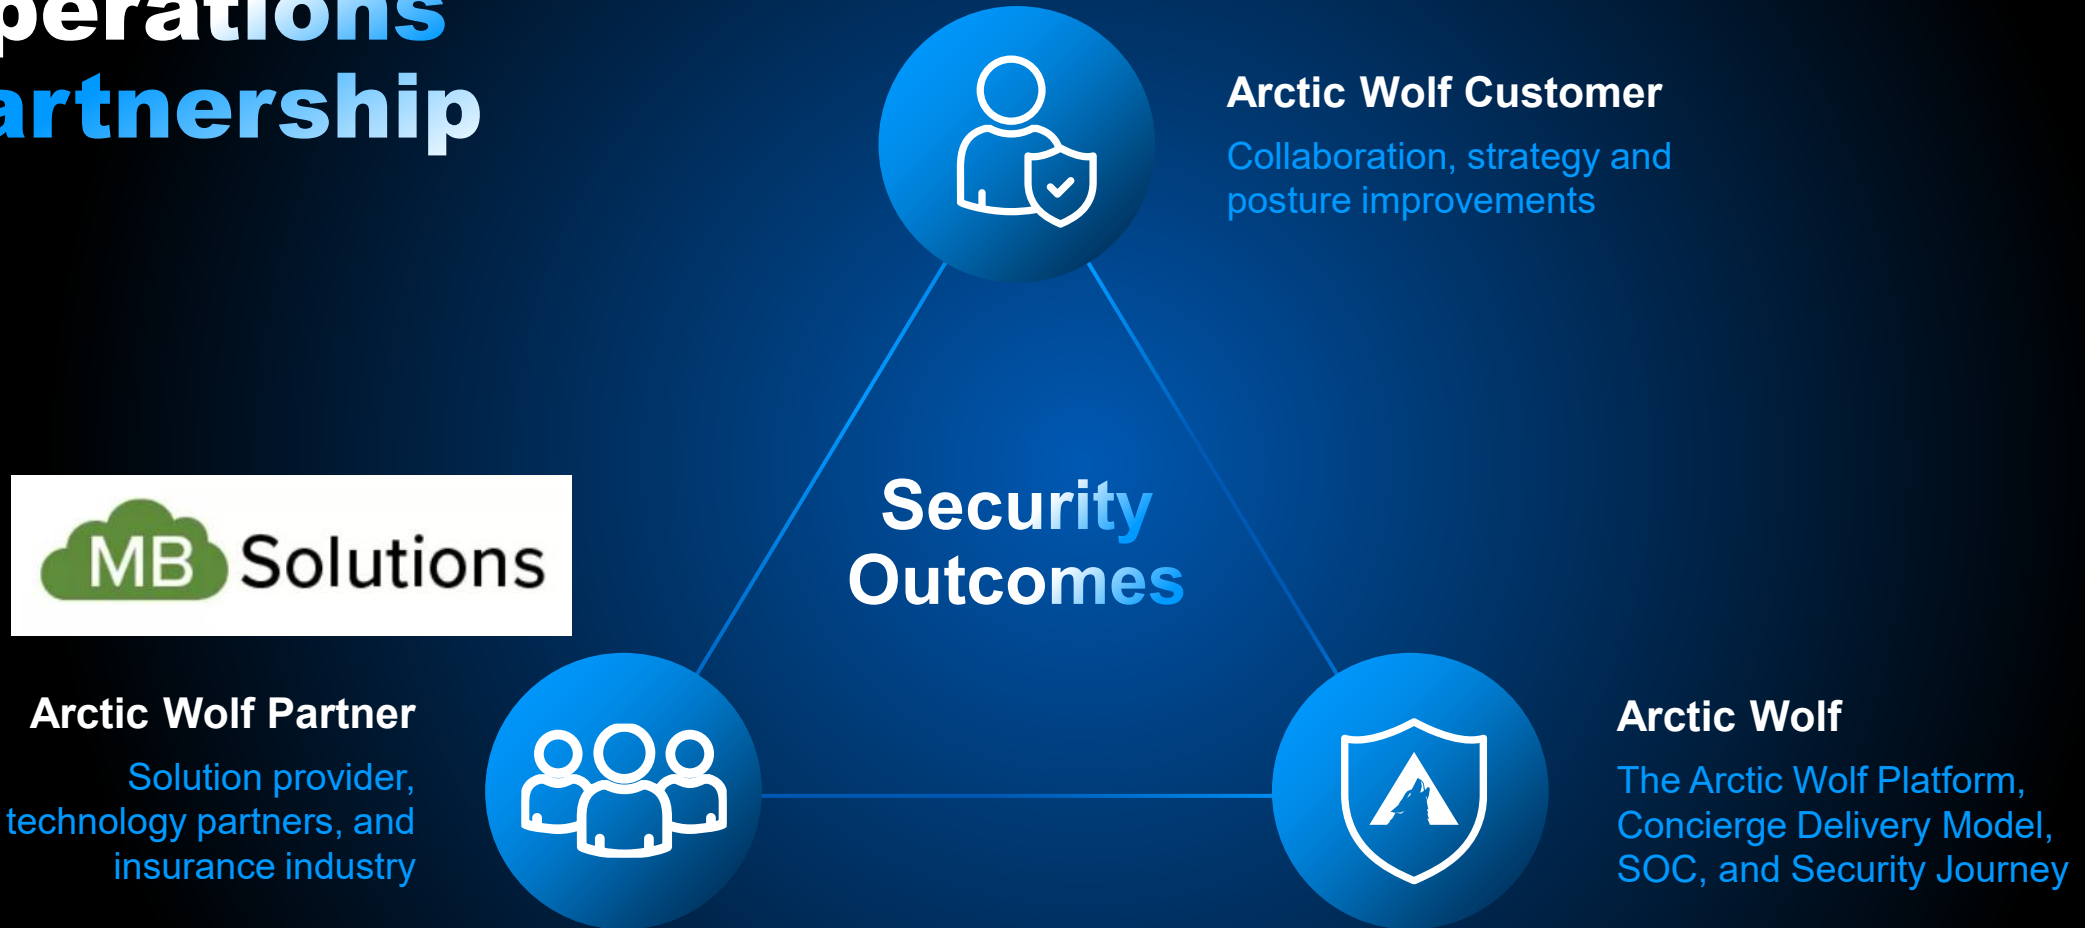 perations
artnership
Arctic Wolf Customer
Collaboration, strategy and
posture improvements
Security
Outcomes
MB Solutions
Arctic Wolf Partner
Solution provider,
technology partners, and
insurance industry
Arctic Wolf
The Arctic Wolf Platform,
Concierge Delivery Model,
SOC, and Security Journey